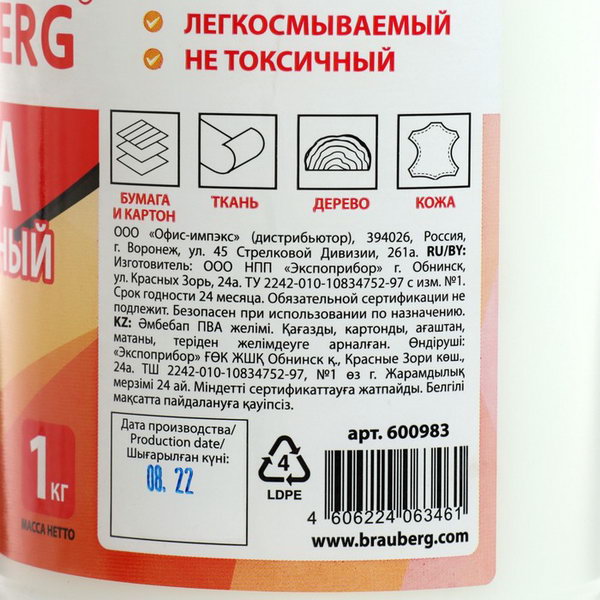 ERG®
ЛЕГКОСМЫВАЕМЫЙ
НЕ ТОКСИЧНЫЙ
А
НЫЙ
БУМАГА И КАРТОН
ТКАНЬ
ДЕРЕВО
КОЖА
ООО «Офис-импэкс» (дистрибьютор), 394026, Россия,
г. Воронеж, ул. 45 Стрелковой Дивизии, 261а. RU/BY:
Изготовитель: ООО НПП «Экспоприбор» г. Обнинск,
ул. Красных Зорь, 24а. ТУ 2242-010-10834752-97 с изм. №1.
Срок годности 24 месяца. Обязательной сертификации не
подлежит. Безопасен при использовании по назначению.
KZ: Әмбебап ПВА желімі. Қағазды, картонды, ағаштан,
матаны, теріден желімдеуге арналған. Өндіруші:
«Экспоприбор» ҒӨК ЖШҚ Обнинск қ., Красные Зори көш.,
24а. ТШ 2242-010-10834752-97, №1 өз г. Жарамдылық
мерзімі 24 ай. Міндетті сертификаттауға жатпайды. Белгілі
мақсатта пайдалануға қауіпсіз.
Дата производства/
Production date/
Шығарылған күні:
08. 22
4
LDPE
арт. 600983
4 606224 063461
www.brauberg.com
1 кг
МАССА НЕТТО